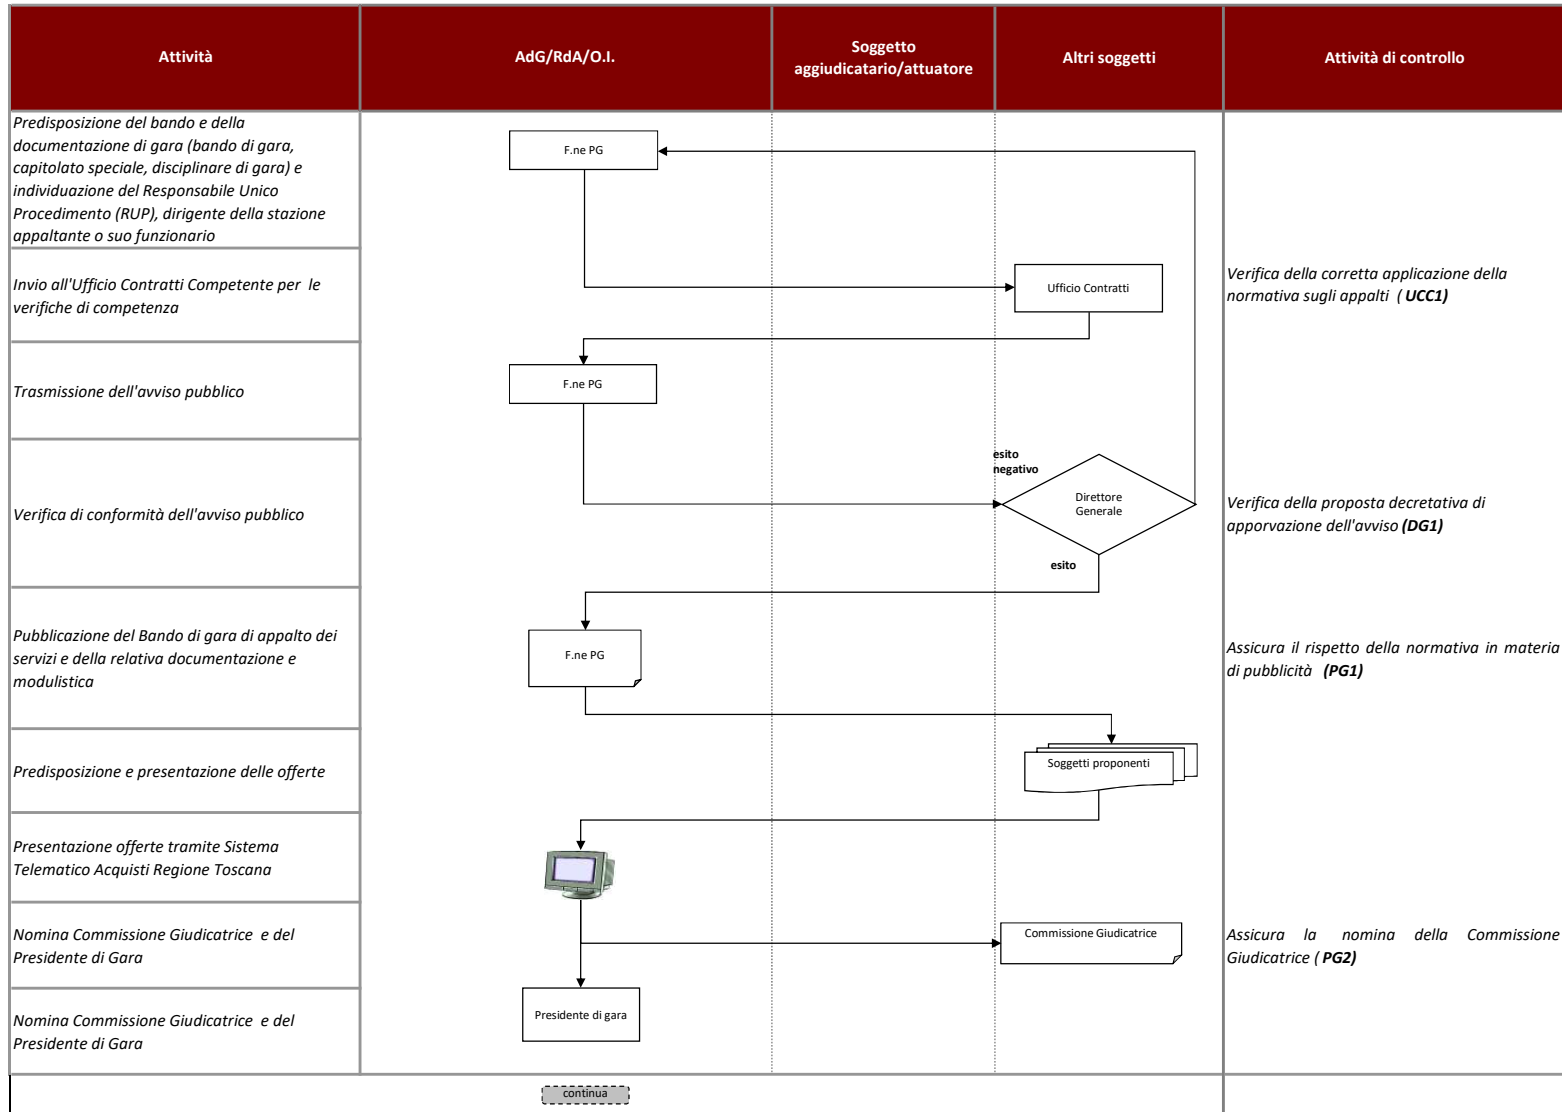 Attività
AdG/RdA/O.I.
Soggetto
aggiudicatario/attuatore
Altri soggetti
Attività di controllo
Predisposizione del bando e della
documentazione di gara (bando di gara,
capitolato speciale, disciplinare di gara) e
individuazione del Responsabile Unico
Procedimento (RUP), dirigente della stazione
appaltante o suo funzionario
F.ne PG
Invio all'Ufficio Contratti Competente per  le
verifiche di competenza
Ufficio Contratti
Verifica della corretta applicazione della
normativa sugli appalti  ( UCC1)
Trasmissione dell'avviso pubblico
F.ne PG
Verifica di conformità dell'avviso pubblico
esito
negativo
Direttore
Generale
esito
Verifica della proposta decretativa di
apporvazione dell'avviso (DG1)
Pubblicazione del Bando di gara di appalto dei
servizi e della relativa documentazione e
modulistica
F.ne PG
Assicura il rispetto della normativa in materia
di pubblicità   (PG1)
Predisposizione e presentazione delle offerte
Soggetti proponenti
Presentazione offerte tramite Sistema
Telematico Acquisti Regione Toscana
Nomina Commissione Giudicatrice  e del
Presidente di Gara
Commissione Giudicatrice
Assicura la nomina della Commissione
Giudicatrice ( PG2)
Nomina Commissione Giudicatrice  e del
Presidente di Gara
Presidente di gara
continua